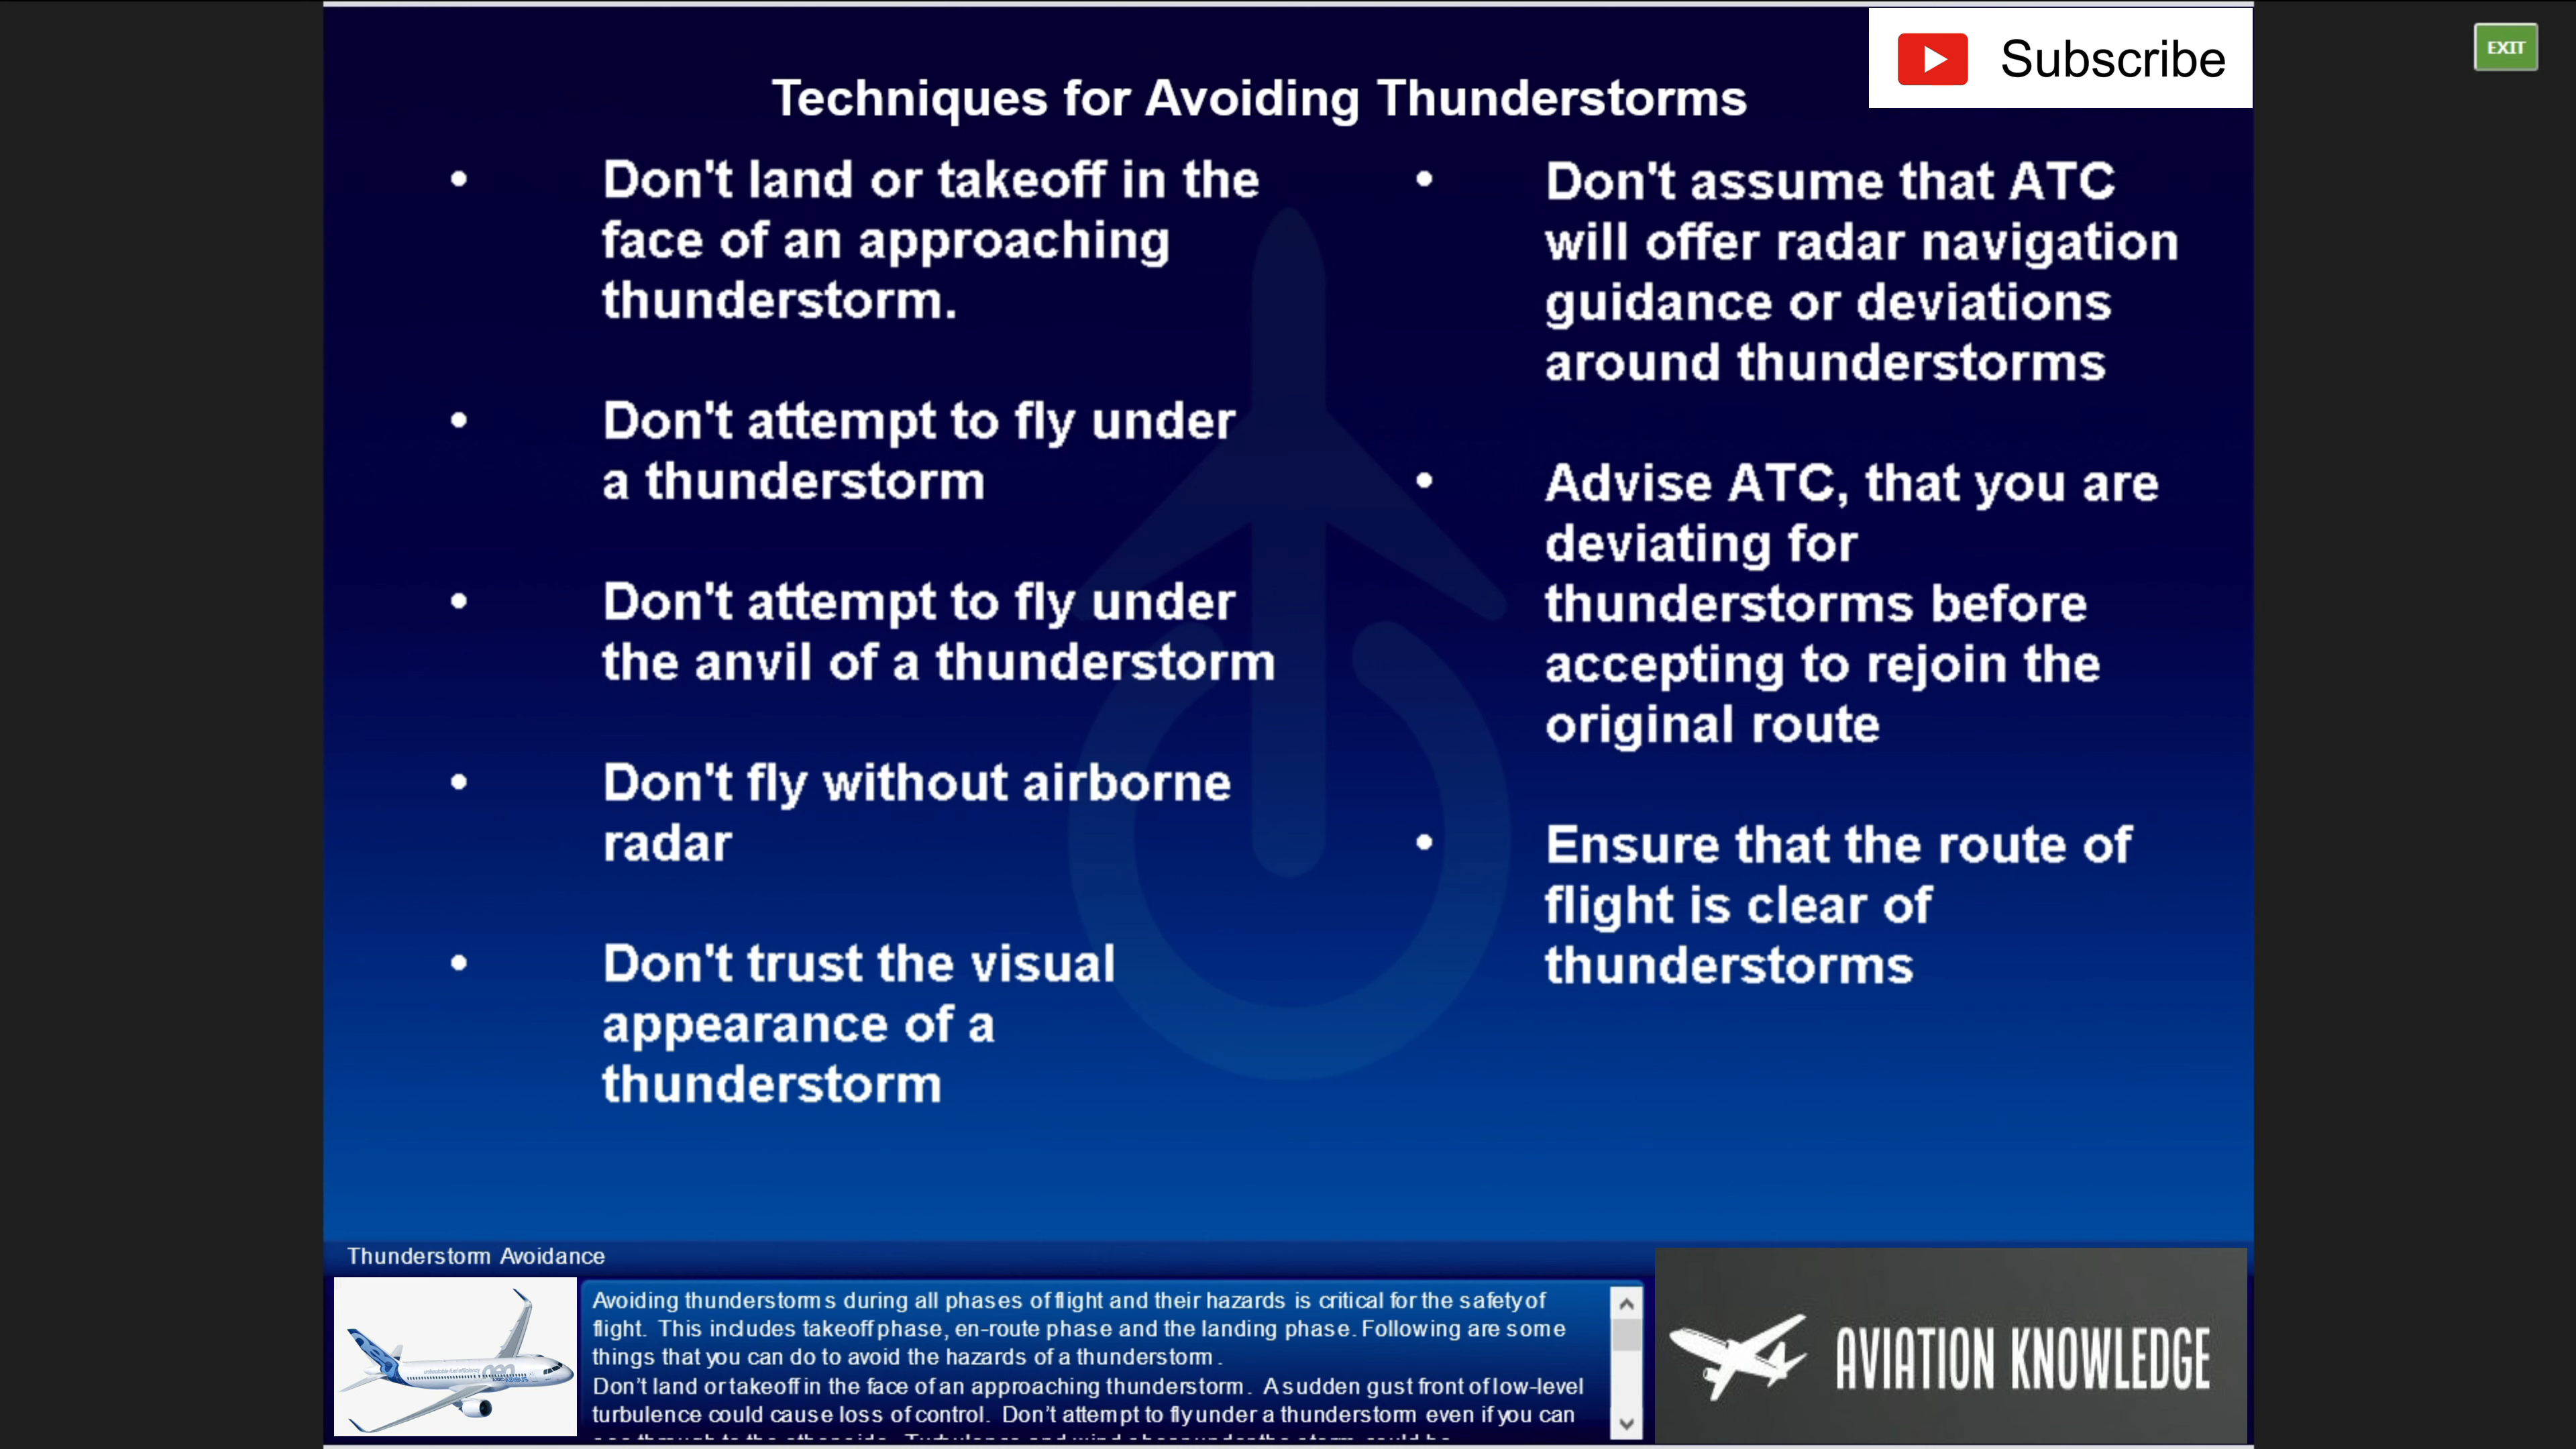 Subscribe
EXIT
Techniques for Avoiding Thunderstorms
• Don't land or takeoff in the
face of an approaching
thunderstorm.
• Don't attempt to fly under
a thunderstorm
• Don't attempt to fly under
the anvil of a thunderstorm
• Don't fly without airborne
radar
• Don't trust the visual
appearance of a
thunderstorm
• Don't assume that ATC
will offer radar navigation
guidance or deviations
around thunderstorms
• Advise ATC, that you are
deviating for
thunderstorms before
accepting to rejoin the
original route
• Ensure that the route of
flight is clear of
thunderstorms
Thunderstorm Avoidance
neo
Avoiding thunderstorms during all phases of flight and their hazards is critical for the safety of
flight. This includes takeoff phase, en-route phase and the landing phase. Following are some
things that you can do to avoid the hazards of a thunderstorm.
Don't land or takeoff in the face of an approaching thunderstorm. A sudden gust front of low-level
turbulence could cause loss of control. Don't attempt to fly under a thunderstorm even if you can
AVIATION KNOWLEDGE